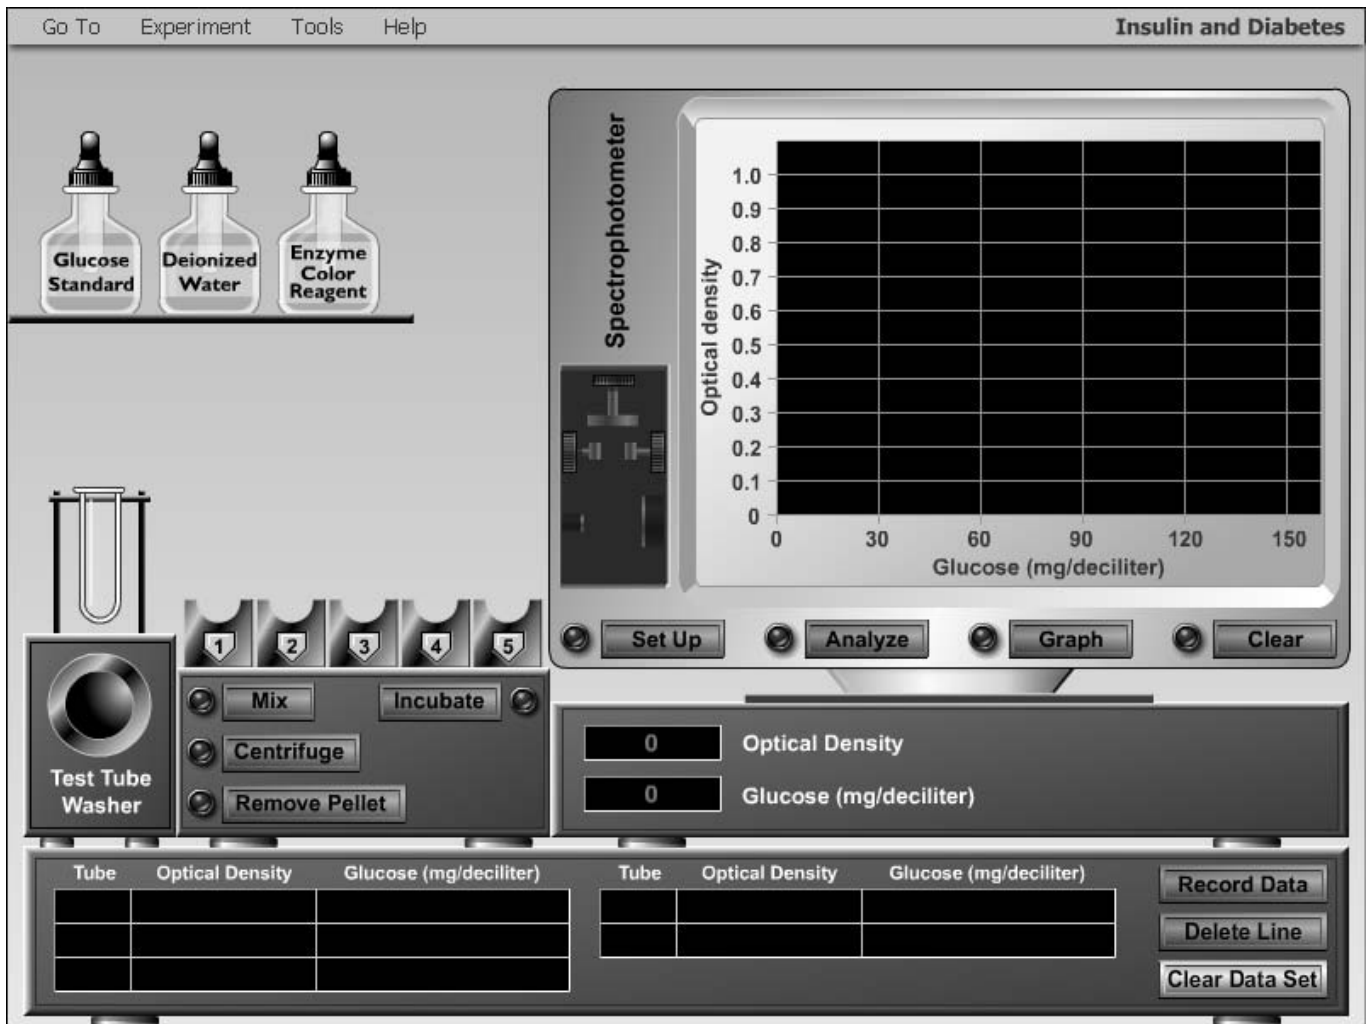 Go To Experiment Tools Help Insulin and Diabetes
Glucose
Standard
Deionized
Water
Enzyme
Color
Reagent
Spectrophotometer
Optical density
1.0
0.9
0.8
0.7
0.6
0.5
0.4
0.3
0.2
0.1
0
0 30 60 90 120 150
Glucose (mg/deciliter)
Set Up Analyze Graph Clear
1 2 3 4 5
Mix Incubate
Centrifuge
Remove Pellet
Test Tube
Washer
0 Optical Density
0 Glucose (mg/deciliter)
Tube Optical Density Glucose (mg/deciliter) Tube Optical Density Glucose (mg/deciliter)
Record Data
Delete Line
Clear Data Set